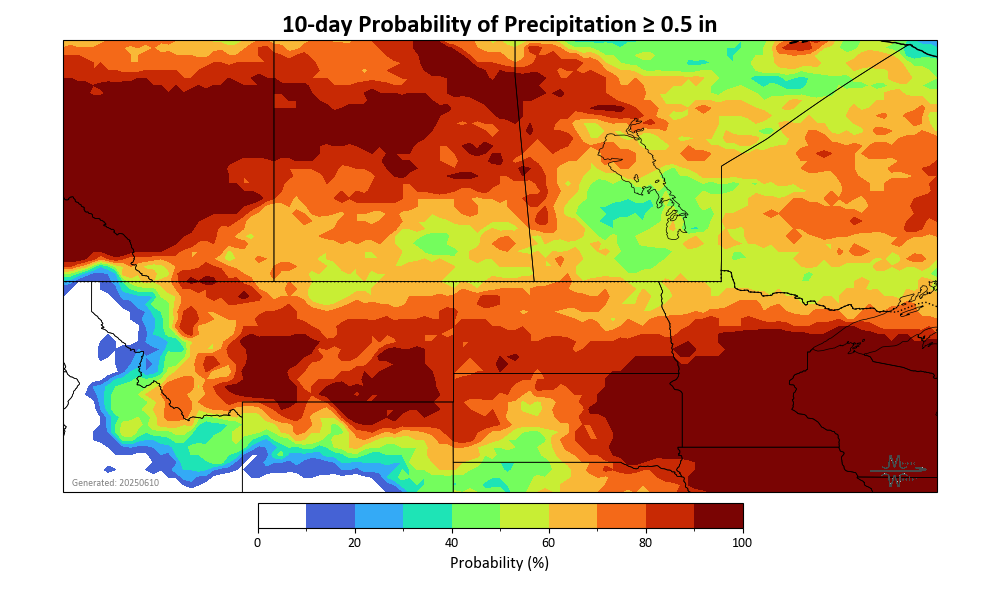 10-day Probability of Precipitation ≥ 0.5 in
Generated: 20250610
0 20 40 60 80 100
Probability (%)